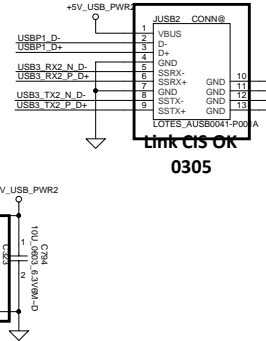 +5V_USB_PWR2
JUSB2 CONN@
1 VBUS
USBP1_D- 2 D-
USBP1_D+ 3 D+
4 GND
USB3_RX2_N_D- 5 SSRX-
USB3_RX2_P_D+ 6 SSRX+ GND 10
7 GND GND 11
USB3_TX2_N_D- 8 SSTX- GND 12
USB3_TX2_P_D+ 9 SSTX+ GND 13
LOTES_AUSB0041-P001A
Link CIS OK
0305
V_USB_PWR2
1
2
C794
10U_0603_6.3V6M~D